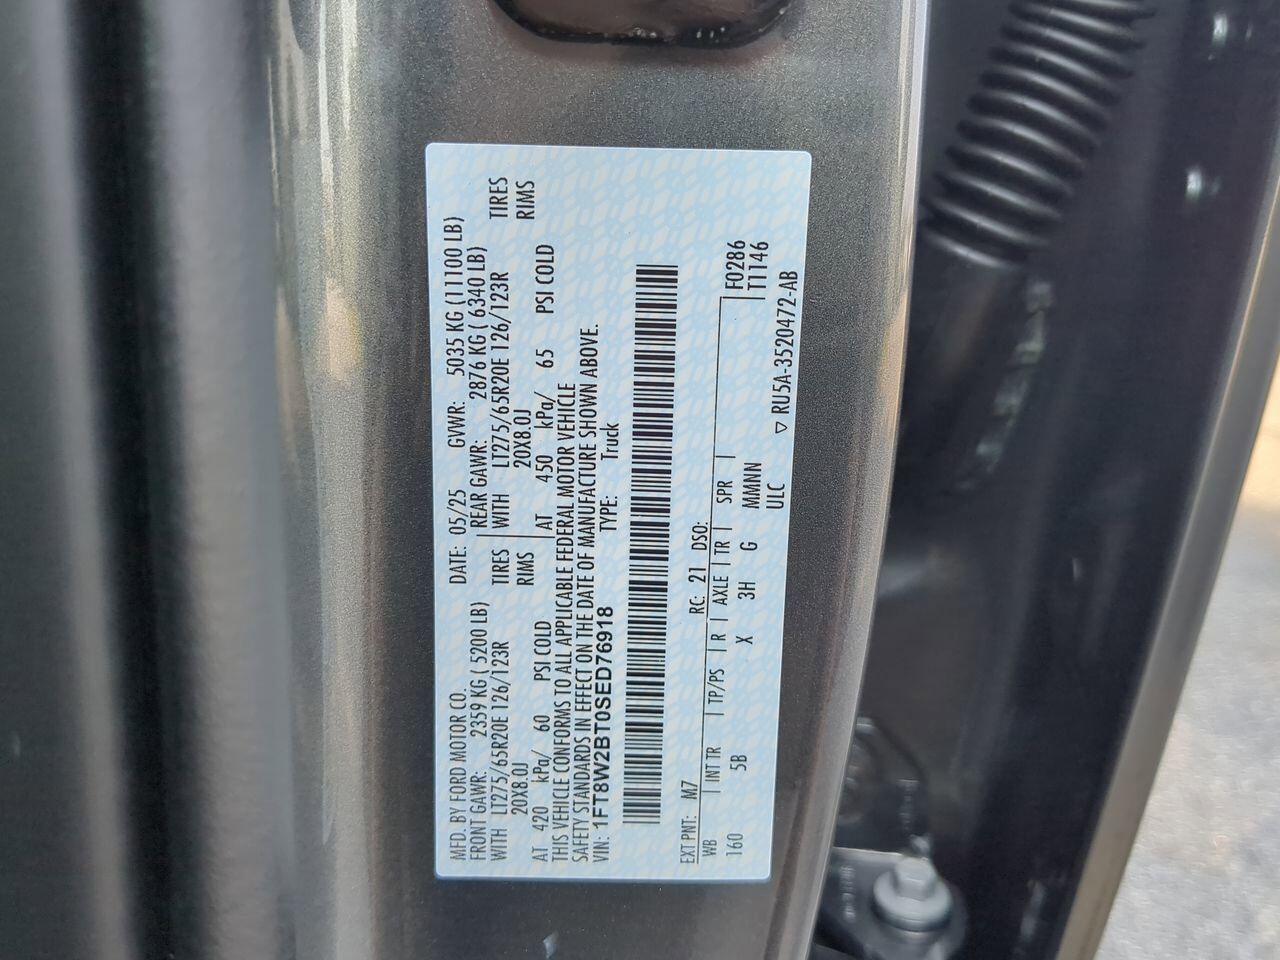 MFD. BY FORD MOTOR CO. DATE: 05/25 GVWR: 5035 KG (11100 LB)
FRONT GAWR: 2359 KG ( 5200 LB) REAR GAWR: 2876 KG ( 6340 LB)
WITH LT275/65R20E 126/123R TIRES WITH LT275/65R20E 126/123R TIRES
20X8.0J RIMS 20X8.0J RIMS
AT 420 kPa/ 60 PSI COLD AT 450 kPa/ 65 PSI COLD
THIS VEHICLE CONFORMS TO ALL APPLICABLE FEDERAL MOTOR VEHICLE
SAFETY STANDARDS IN EFFECT ON THE DATE OF MANUFACTURE SHOWN ABOVE.
VIN: 1FT8W2BT0SED76918 TYPE: Truck
EXT PNT: M7 RC: 21 DSO: F0286
WB INT TR TP/PS R AXLE TR SPR T1146
160 5B X 3H G MMNNN
ULC ▽ RU5A-3520472-AB